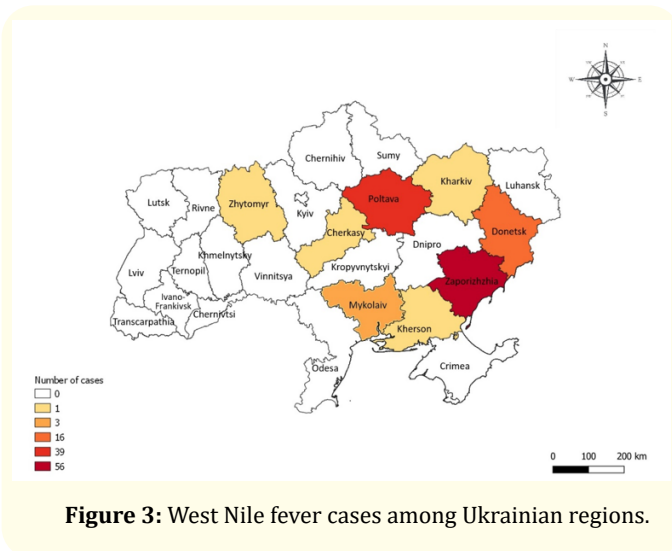 N
W E
S
Chernihiv
Sumy
Lutsk
Rivne
Zhytomyr
Kyiv
Poltava
Kharkiv
Luhansk
Cherkasy
Donetsk
Dnipro
Lviv
Ternopil
Khmelnytsky
Vinnitsya
Kropyvnytskyi
Zaporizhzhia
Ivano-
Frankivsk
Chernivtsi
Transcarpathia
Mykolaiv
Kherson
Odesa
Crimea
Number of cases
0
1
3
16
39
56
0 100 200 km
Figure 3: West Nile fever cases among Ukrainian regions.